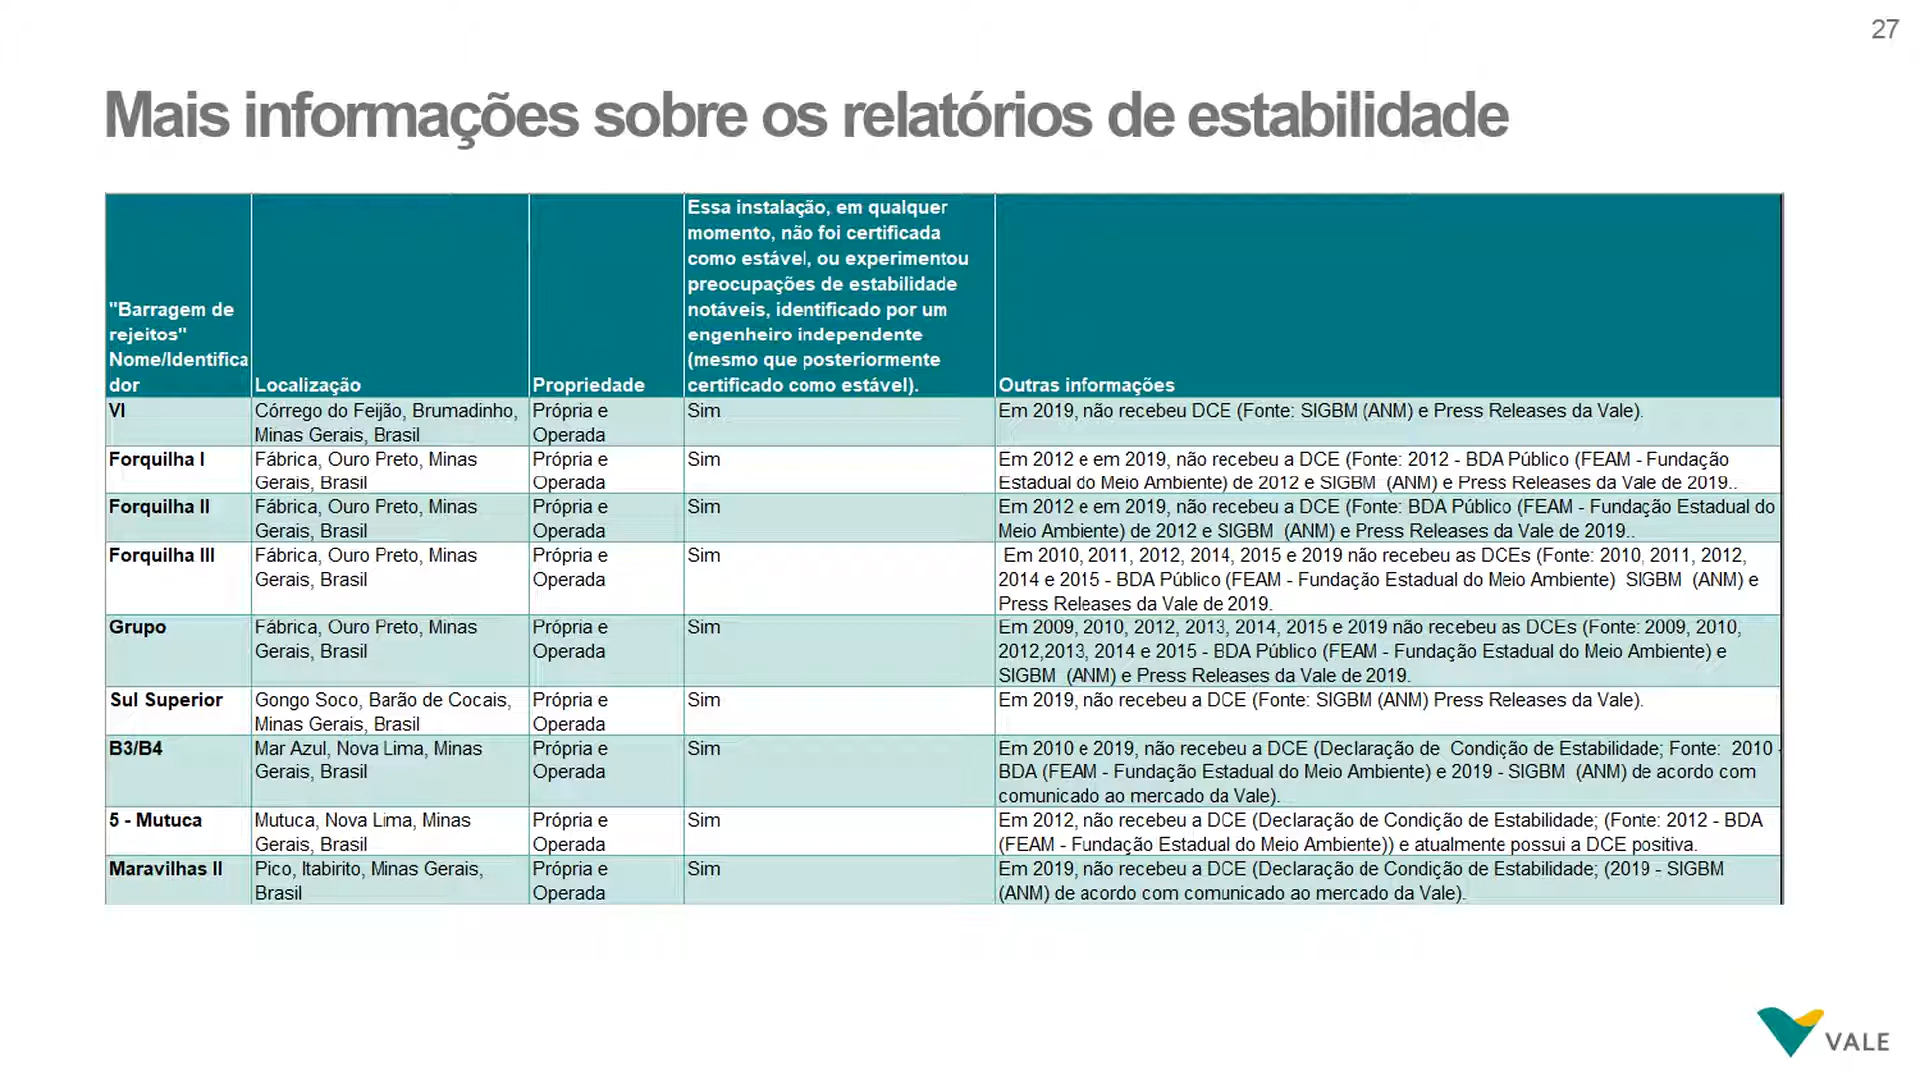 27
Mais informações sobre os relatórios de estabilidade
"Barragem de
rejeitos"
Nome/Identifica
dor
Localização
Propriedade
Essa instalação, em qualquer
momento, não foi certificada
como estável, ou experimentou
preocupações de estabilidade
notáveis, identificado por um
engenheiro independente
(mesmo que posteriormente
certificado como estável).
Outras informações
VI
Córrego do Feijão, Brumadinho,
Minas Gerais, Brasil
Própria e
Operada
Sim
Em 2019, não recebeu DCE (Fonte: SIGBM (ANM) e Press Releases da Vale).
Forquilha I
Fábrica, Ouro Preto, Minas
Gerais, Brasil
Própria e
Operada
Sim
Em 2012 e em 2019, não recebeu a DCE (Fonte: 2012 - BDA Público (FEAM - Fundação
Estadual do Meio Ambiente) de 2012 e SIGBM (ANM) e Press Releases da Vale de 2019..
Forquilha II
Fábrica, Ouro Preto, Minas
Gerais, Brasil
Própria e
Operada
Sim
Em 2012 e em 2019, não recebeu a DCE (Fonte: BDA Público (FEAM - Fundação Estadual do
Meio Ambiente) de 2012 e SIGBM (ANM) e Press Releases da Vale de 2019..
Forquilha III
Fábrica, Ouro Preto, Minas
Gerais, Brasil
Própria e
Operada
Sim
Em 2010, 2011, 2012, 2014, 2015 e 2019 não recebeu as DCEs (Fonte: 2010, 2011, 2012,
2014 e 2015 - BDA Público (FEAM - Fundação Estadual do Meio Ambiente) SIGBM (ANM) e
Press Releases da Vale de 2019.
Grupo
Fábrica, Ouro Preto, Minas
Gerais, Brasil
Própria e
Operada
Sim
Em 2009, 2010, 2012, 2013, 2014, 2015 e 2019 não recebeu as DCEs (Fonte: 2009, 2010,
2012,2013, 2014 e 2015 - BDA Público (FEAM - Fundação Estadual do Meio Ambiente) e
SIGBM (ANM) e Press Releases da Vale de 2019.
Sul Superior
Gongo Soco, Barão de Cocais,
Minas Gerais, Brasil
Própria e
Operada
Sim
Em 2019, não recebeu a DCE (Fonte: SIGBM (ANM) Press Releases da Vale).
B3/B4
Mar Azul, Nova Lima, Minas
Gerais, Brasil
Própria e
Operada
Sim
Em 2010 e 2019, não recebeu a DCE (Declaração de Condição de Estabilidade; Fonte: 2010 -
BDA (FEAM - Fundação Estadual do Meio Ambiente) e 2019 - SIGBM (ANM) de acordo com
comunicado ao mercado da Vale).
5 - Mutuca
Mutuca, Nova Lima, Minas
Gerais, Brasil
Própria e
Operada
Sim
Em 2012, não recebeu a DCE (Declaração de Condição de Estabilidade; (Fonte: 2012 - BDA
(FEAM - Fundação Estadual do Meio Ambiente)) e atualmente possui a DCE positiva.
Maravilhas II
Pico, Itabirito, Minas Gerais,
Brasil
Própria e
Operada
Sim
Em 2019, não recebeu a DCE (Declaração de Condição de Estabilidade; (2019 - SIGBM
(ANM) de acordo com comunicado ao mercado da Vale).
VALE